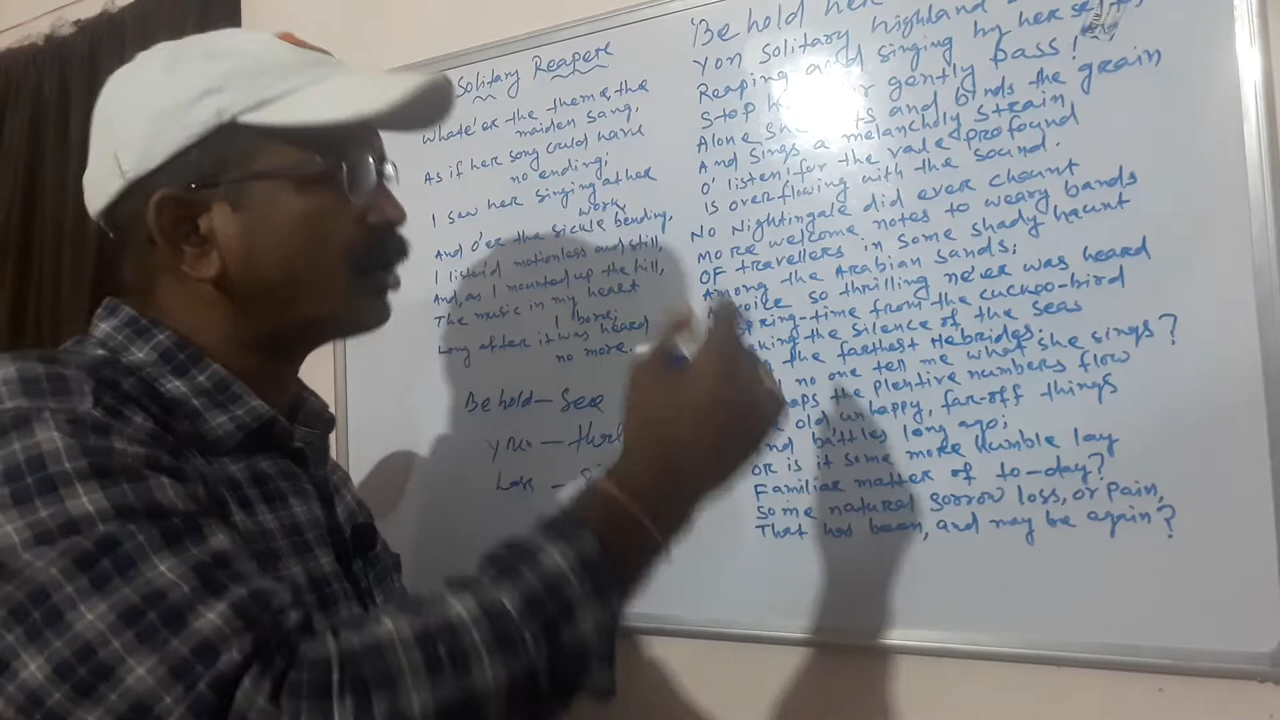 Solitary Reaper
Whate'er the theme, the
maiden sang,
As if her song could have
no ending;
I saw her singing at her
work,
And o'er the sickle bending,
I listen'd motionless and still,
And, as I mounted up the hill,
The music in my heart
I bore;
Long after it was heard
no more.
Behold - See
yon -
Lass -
'Behold her
yon solitary highland
Reaping and singing by herself,
Stop gently pass!
Alone she and binds the grain
And sings a melancholy strain
O' listen! for the vale profound
is overflowing with the sound.
No Nightingale did ever chaunt
More welcome notes to weary bands
OF travellers in some shady haunt
Among the Arabian sands;
voice so thrilling ne'er was heard
spring-time from the cuckoo-bird
the silence of the seas
the farthest Hebrides.
no one tell me what she sings?
the plentive numbers flow
old, unhappy, far-off things
battles long ago;
OR is it some more humble lay
Familiar matter of to-day?
Some natural sorrow loss, or pain,
That has been, and may be again?